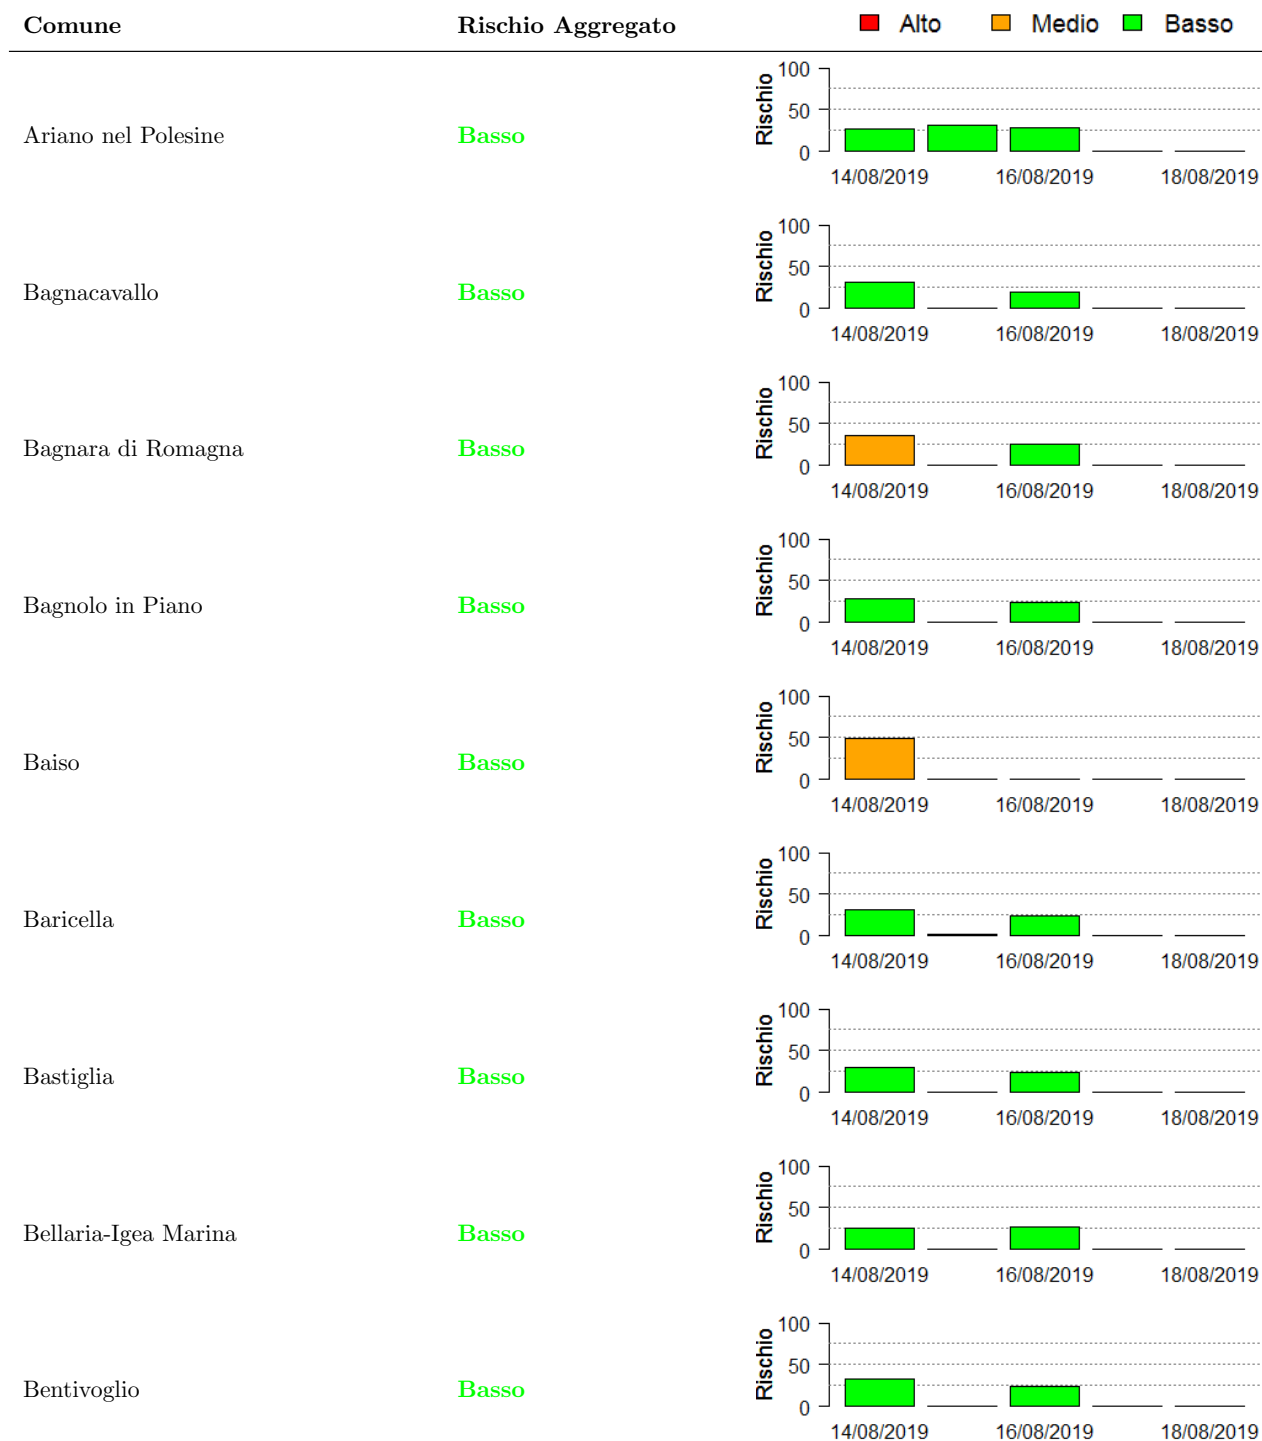 Comune Rischio Aggregato Alto Medio Basso
100
50
0
Rischio
Ariano nel Polesine Basso
14/08/2019 16/08/2019 18/08/2019
100
50
0
Rischio
Bagnacavallo Basso
14/08/2019 16/08/2019 18/08/2019
100
50
0
Rischio
Bagnara di Romagna Basso
14/08/2019 16/08/2019 18/08/2019
100
50
0
Rischio
Bagnolo in Piano Basso
14/08/2019 16/08/2019 18/08/2019
100
50
0
Rischio
Baiso Basso
14/08/2019 16/08/2019 18/08/2019
100
50
0
Rischio
Baricella Basso
14/08/2019 16/08/2019 18/08/2019
100
50
0
Rischio
Bastiglia Basso
14/08/2019 16/08/2019 18/08/2019
100
50
0
Rischio
Bellaria-Igea Marina Basso
14/08/2019 16/08/2019 18/08/2019
100
50
0
Rischio
Bentivoglio Basso
14/08/2019 16/08/2019 18/08/2019